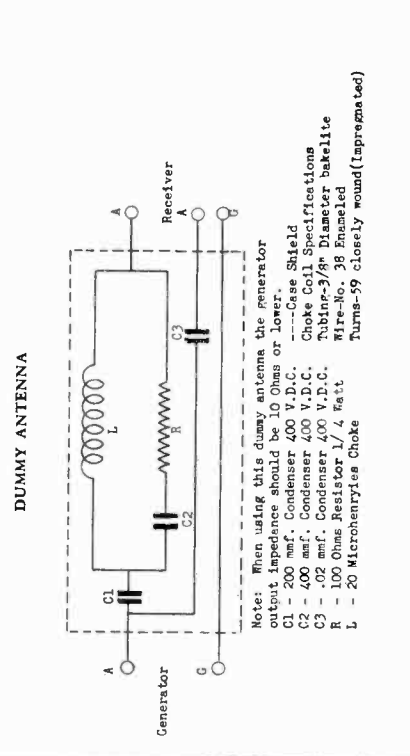 DUMMY ANTENNA
Generator
A
G
C1
C2
L
R
C3
A
Receiver
A
G
Note: When using this dummy antenna the generator
output impedance should be 10 Ohms or lower.
C1 - 200 mmf. Condenser 400 V.D.C. ----Case Shield
C2 - 400 mmf. Condenser 400 V.D.C. Choke Coil Specifications
C3 - .02 mmf. Condenser 400 V.D.C. Tubing-3/8" Diameter bakelite
R - 100 Ohms Resistor 1/ 4 Watt Wire-No. 38 Enameled
L - 20 Microhenryies Choke Turns-59 closely wound(Impregnated)